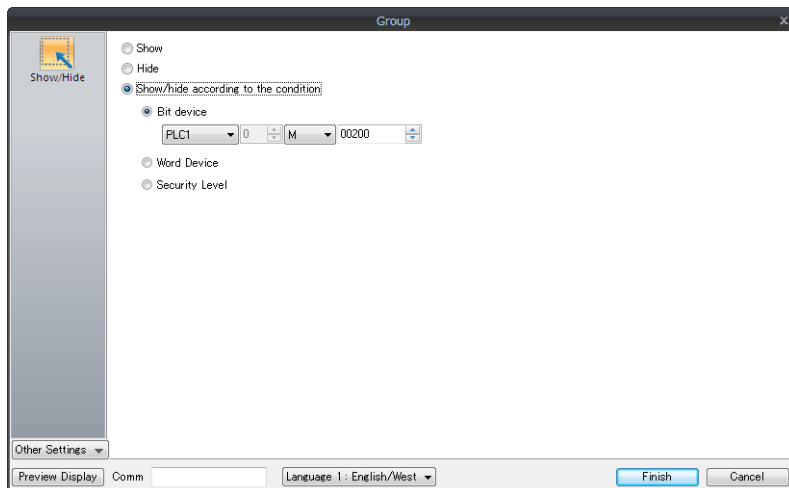 Group
Show/Hide
Show
Hide
Show/hide according to the condition
Bit device
PLC1 0 M 00200
Word Device
Security Level
Other Settings
Preview Display Comm Language 1 : English/West Finish Cancel